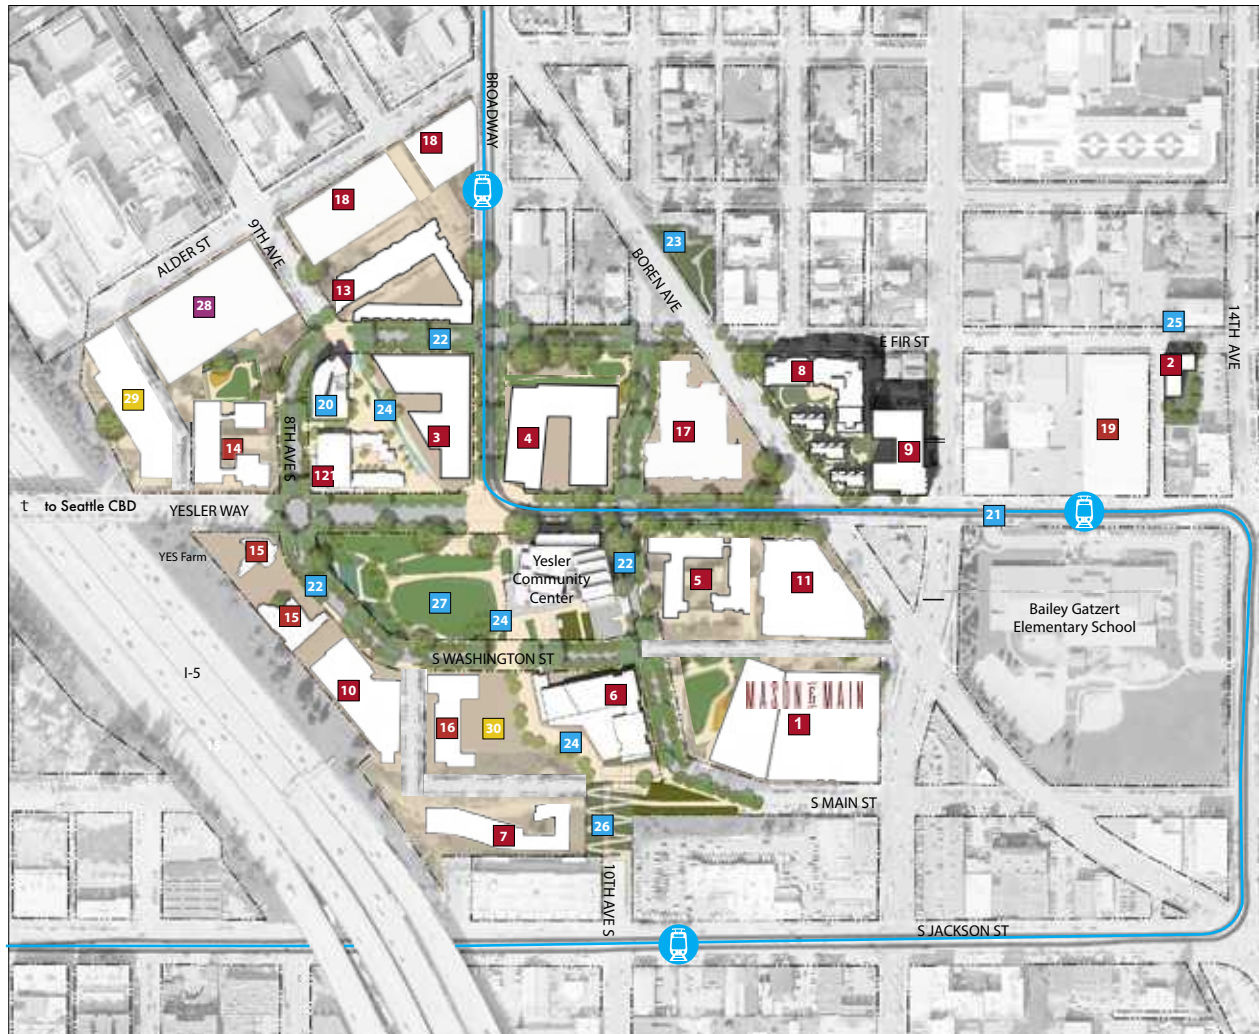 BROADWAY
18
18
9TH AVE
ALDER ST
23
BOREN AVE
13
28
22
25
14TH AVE
E FIR ST
2
8
29
20
24
8TH AVE S
3
4
17
19
14
9
121
t to Seattle CBD
YESLER WAY
21
YES Farm
15
Yesler
Community
Center
22
5
11
22
27
24
15
Bailey Gatzert
Elementary School
S WASHINGTON ST
I-5
10
6
MASON & MAIN
16
30
1
24
15
S MAIN ST
7
26
10TH AVE S
S JACKSON ST